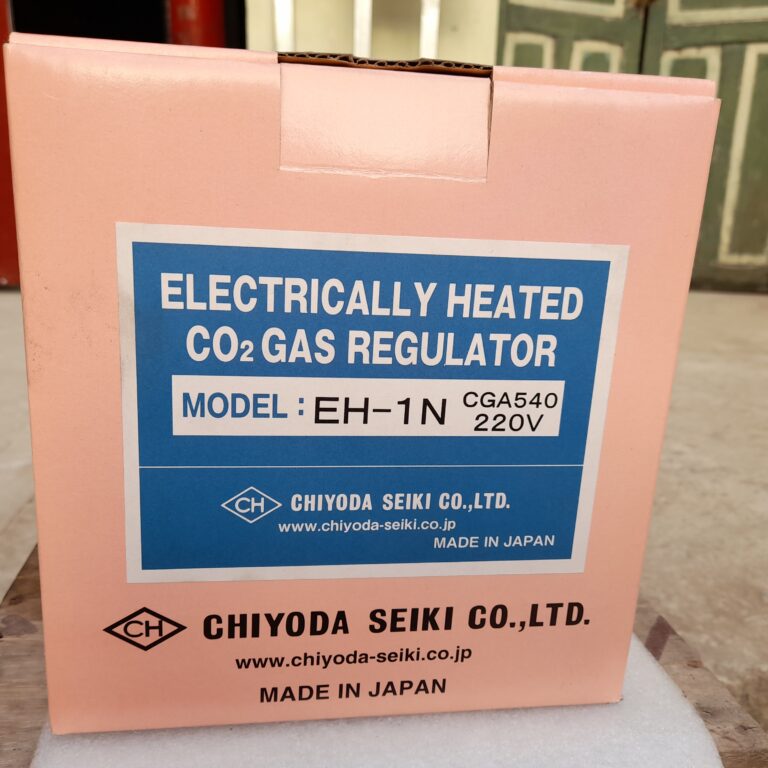 ELECTRICALLY HEATED
CO₂ GAS REGULATOR
MODEL : EH-1N CGA540
220V
CH CHIYODA SEIKI CO.,LTD.
www.chiyoda-seiki.co.jp
MADE IN JAPAN
CH CHIYODA SEIKI CO.,LTD.
www.chiyoda-seiki.co.jp
MADE IN JAPAN